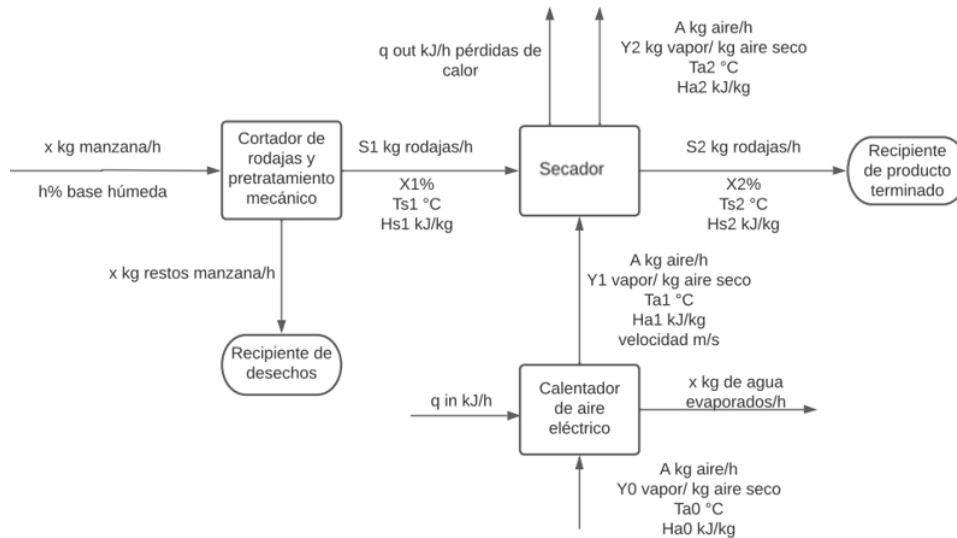 q out kJ/h pérdidas de
calor
A kg aire/h
Y2 kg vapor/ kg aire seco
Ta2 °C
Ha2 kJ/kg
x kg manzana/h
h% base húmeda
Cortador de
rodajas y
pretratamiento
mecánico
S1 kg rodajas/h
X1%
Ts1 °C
Hs1 kJ/kg
Secador
S2 kg rodajas/h
X2%
Ts2 °C
Hs2 kJ/kg
Recipiente
de producto
terminado
x kg restos manzana/h
Recipiente de
desechos
A kg aire/h
Y1 vapor/ kg aire seco
Ta1 °C
Ha1 kJ/kg
velocidad m/s
q in kJ/h
Calentador
de aire
eléctrico
x kg de agua
evaporados/h
A kg aire/h
Y0 vapor/ kg aire seco
Ta0 °C
Ha0 kJ/kg